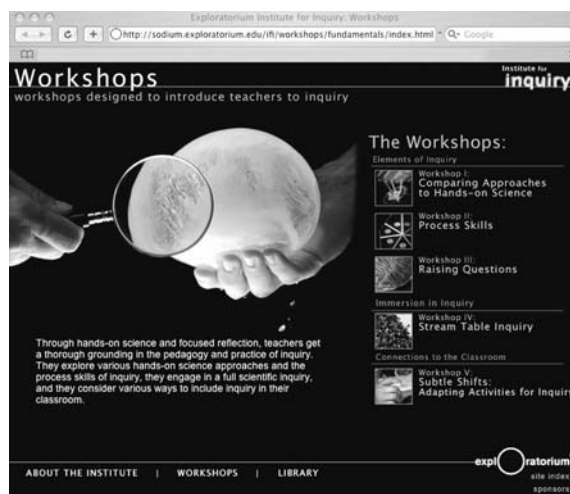 Exploratorium Institute for Inquiry: Workshops
http://sodium.exploratorium.edu/ifi/workshops/fundamentals/index.html
Google
Workshops
workshops designed to introduce teachers to inquiry
Institute for
inquiry
The Workshops:
Elements of Inquiry
Workshop I:
Comparing Approaches
to Hands-on Science
Workshop II:
Process Skills
Workshop III:
Raising Questions
Immersion in Inquiry
Workshop IV:
Stream Table Inquiry
Connections to the Classroom
Workshop V:
Subtle Shifts:
Adapting Activities for Inquiry
Through hands-on science and focused reflection, teachers get
a thorough grounding in the pedagogy and practice of inquiry.
They explore various hands-on science approaches and the
process skills of inquiry, they engage in a full scientific inquiry,
and they consider various ways to include inquiry in their
classroom.
ABOUT THE INSTITUTE | WORKSHOPS | LIBRARY
exploratorium
site index
sponsors